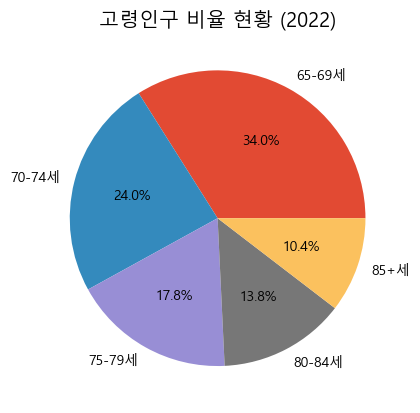 고령인구 비율 현황 (2022)
65-69세
34.0%
70-74세
24.0%
75-79세
17.8%
80-84세
13.8%
85+세
10.4%